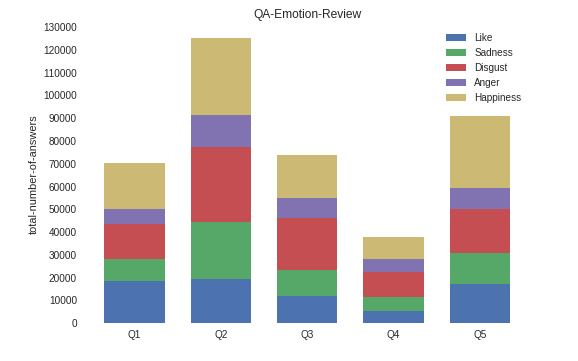 QA-Emotion-Review
130000
120000
110000
100000
90000
80000
70000
60000
50000
40000
30000
20000
10000
0
total-number-of-answers
Like
Sadness
Disgust
Anger
Happiness
Q1 Q2 Q3 Q4 Q5